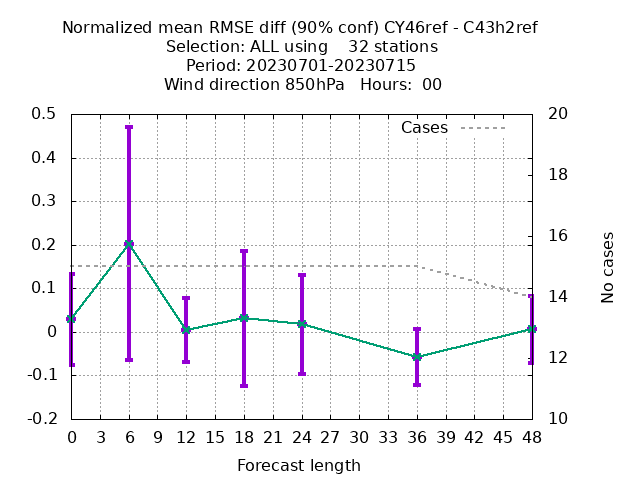 Normalized mean RMSE diff (90% conf) CY46ref - C43h2ref
Selection: ALL using    32 stations
Period: 20230701-20230715
Wind direction 850hPa   Hours:  00
0.5
0.4
0.3
0.2
0.1
0
-0.1
-0.2
Cases
20
18
16
14
12
10
No cases
0 3 6 9 12 15 18 21 24 27 30 33 36 39 42 45 48
Forecast length